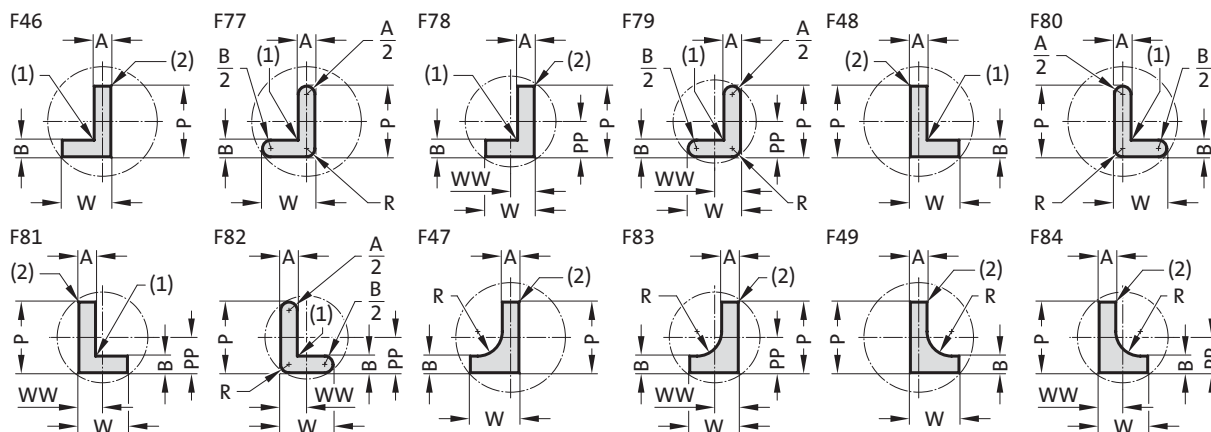 F46 F77 F78 F79 F48 F80
A A A/2 A A A/2 A A/2 A
(1) (2) B/2 (1) (1) (2) B/2 (1) (2) (1) (1) B/2
B P B P B P PP B P PP P B P B
W W R WW W WW W R W R W
F81 F82 F47 F83 F49 F84
A A A/2 A A A A
(2) (1) (1) B/2 R (2) R (2) (2) R (2) R
P B PP P B PP B P B P PP P B P B PP
WW W R WW W W WW W W WW W